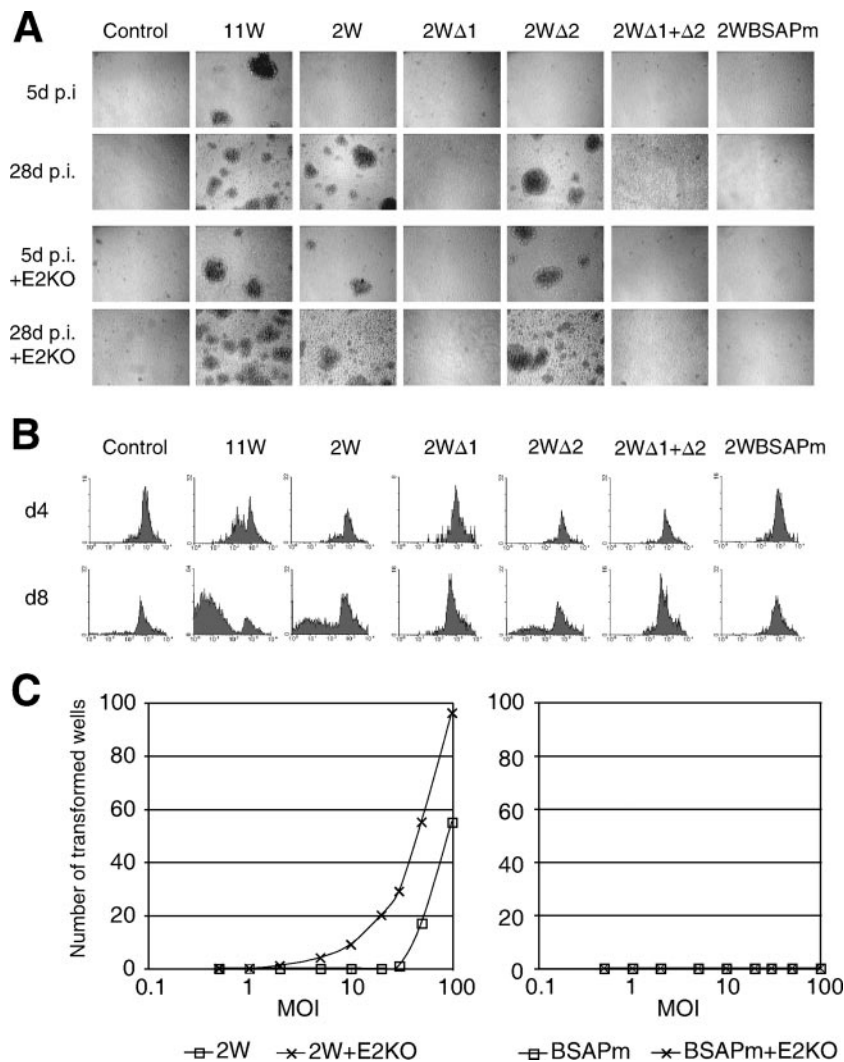 A
Control 11W 2W 2WΔ1 2WΔ2 2WΔ1+Δ2 2WBSAPm
5d p.i
28d p.i.
5d p.i.
+E2KO
28d p.i.
+E2KO
B
Control 11W 2W 2WΔ1 2WΔ2 2WΔ1+Δ2 2WBSAPm
d4
d8
C
Number of transformed wells
100 100
80 80
60 60
40 40
20 20
0 0
0.1 1 10 100 0.1 1 10 100
MOI MOI
2W 2W+E2KO BSAPm BSAPm+E2KO